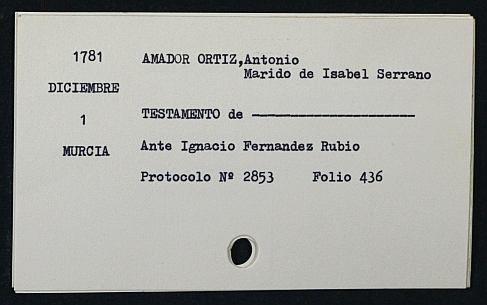 1781 AMADOR ORTIZ,Antonio
Marido de Isabel Serrano
DICIEMBRE
1 TESTAMENTO de ---------------------
MURCIA Ante Ignacio Fernandez Rubio
Protocolo Nº 2853 Folio 436